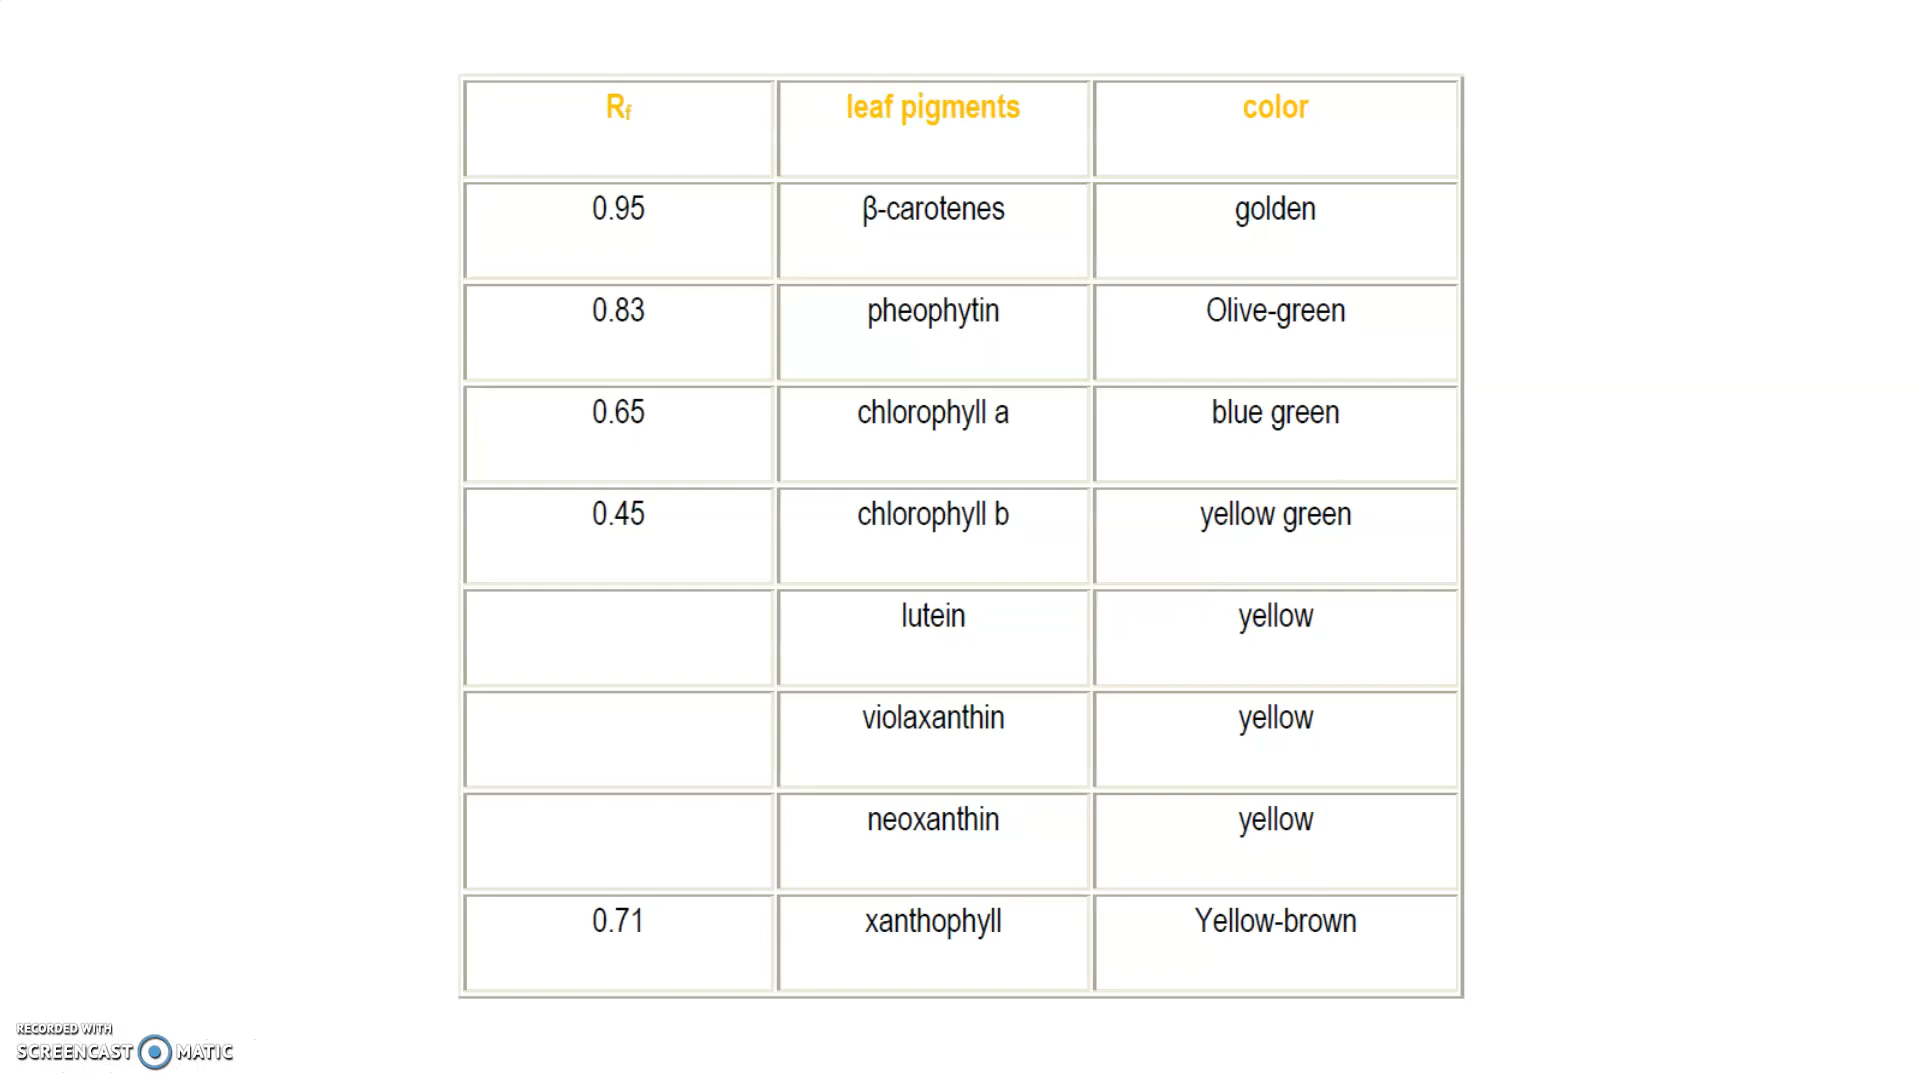 Rf leaf pigments color
0.95 β-carotenes golden
0.83 pheophytin Olive-green
0.65 chlorophyll a blue green
0.45 chlorophyll b yellow green
lutein yellow
violaxanthin yellow
neoxanthin yellow
0.71 xanthophyll Yellow-brown
RECORDED WITH
SCREENCAST MATIC